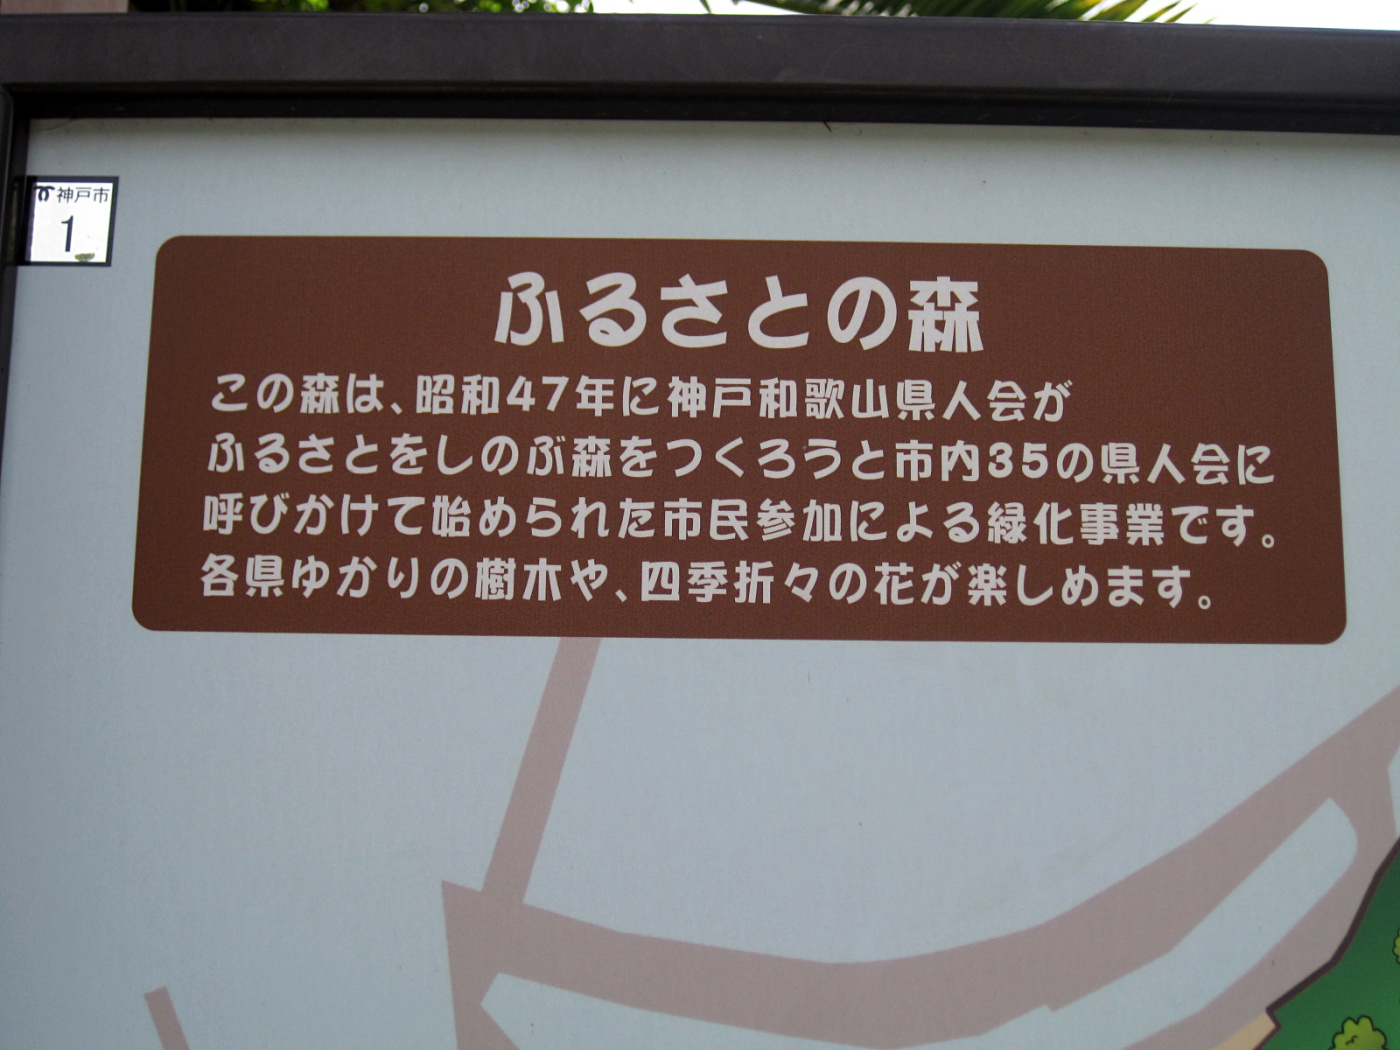 神戸市
1
ふるさとの森
この森は、昭和47年に神戸和歌山県人会が
ふるさとをしのぶ森をつくろうと市内35の県人会に
呼びかけて始められた市民参加による緑化事業です。
各県ゆかりの樹木や、四季折々の花が楽しめます。